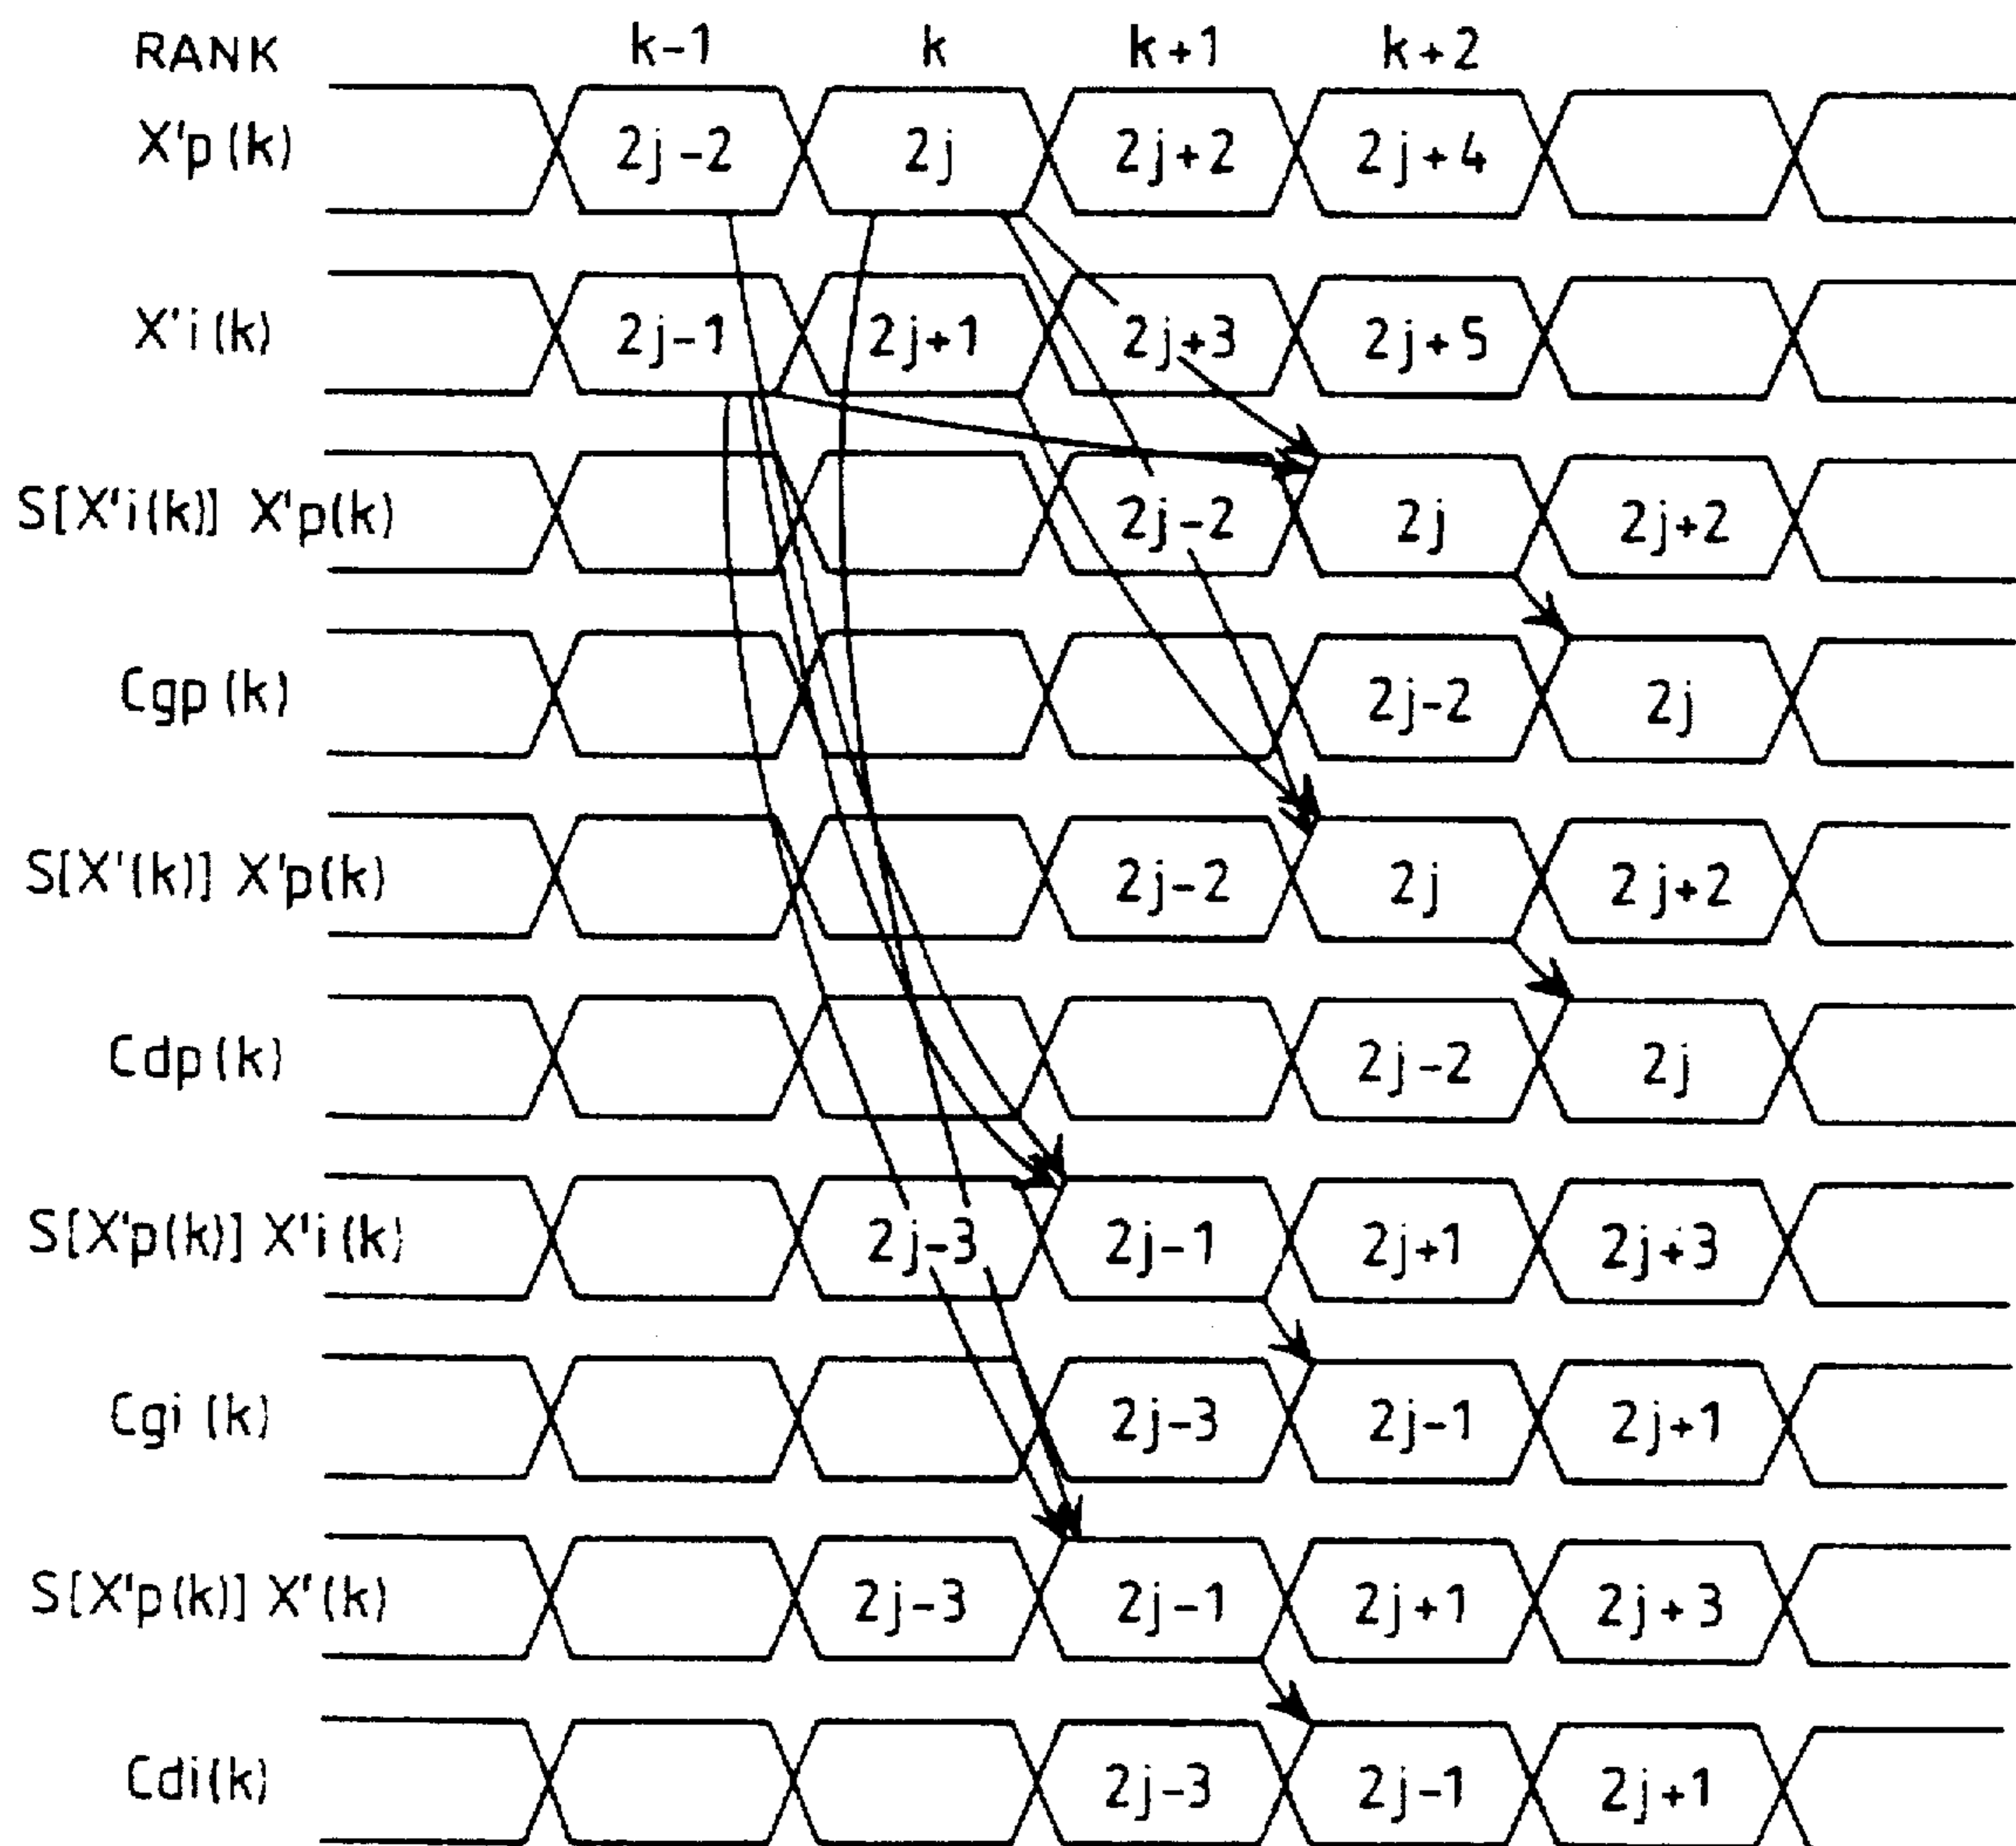 RANK k-1 k k+1 k+2
X'p(k) 2j-2 2j 2j+2 2j+4
X'i(k) 2j-1 2j+1 2j+3 2j+5
S[X'i(k)] X'p(k) 2j-2 2j 2j+2
Cgp(k) 2j-2 2j
S[X'(k)] X'p(k) 2j-2 2j 2j+2
Cdp(k) 2j-2 2j
S[X'p(k)] X'i(k) 2j-3 2j-1 2j+1 2j+3
Cgi(k) 2j-3 2j-1 2j+1
S[X'p(k)] X'(k) 2j-3 2j-1 2j+1 2j+3
Cdi(k) 2j-3 2j-1 2j+1